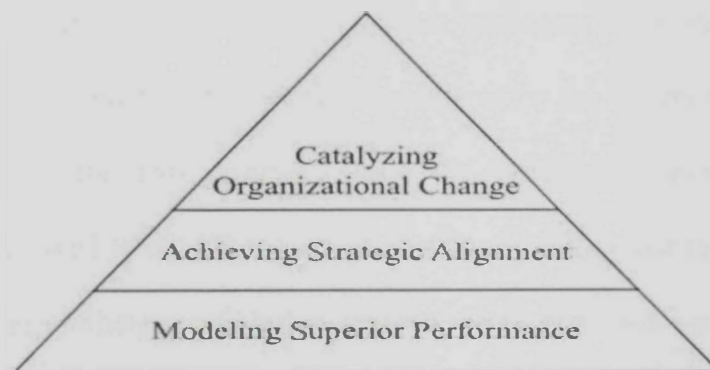 Catalyzing
Organizational Change
Achieving Strategic Alignment
Modeling Superior Performance